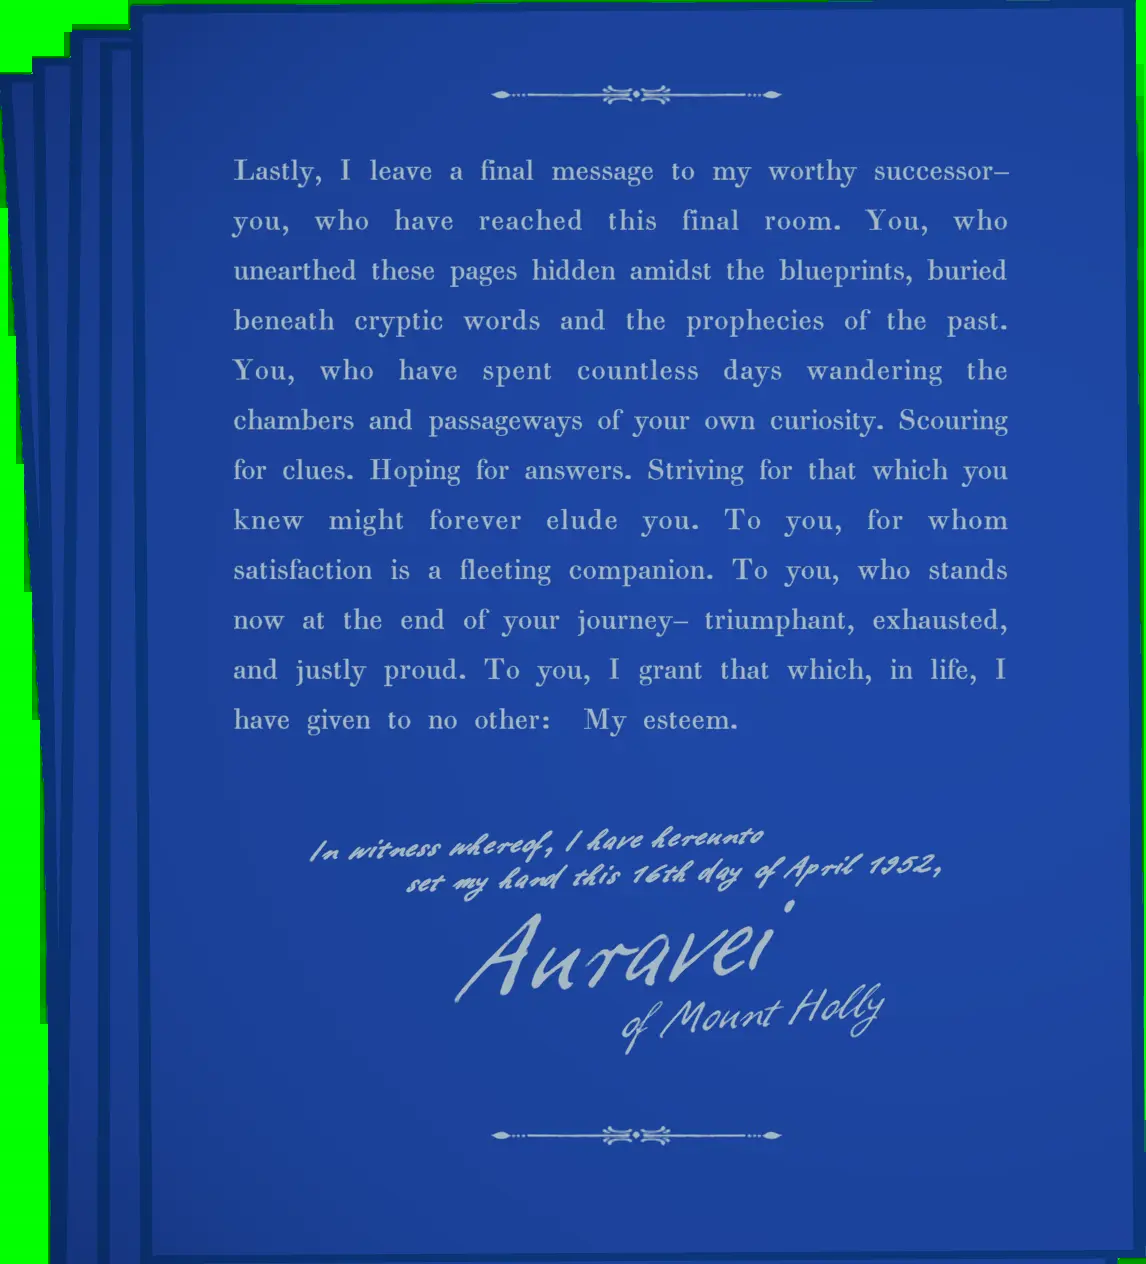 Lastly, I leave a final message to my worthy successor–
you, who have reached this final room. You, who
unearthed these pages hidden amidst the blueprints, buried
beneath cryptic words and the prophecies of the past.
You, who have spent countless days wandering the
chambers and passageways of your own curiosity. Scouring
for clues. Hoping for answers. Striving for that which you
knew might forever elude you. To you, for whom
satisfaction is a fleeting companion. To you, who stands
now at the end of your journey– triumphant, exhausted,
and justly proud. To you, I grant that which, in life, I
have given to no other: My esteem.
In witness whereof, I have hereunto
set my hand this 16th day of April 1952,
Auravei
of Mount Holly